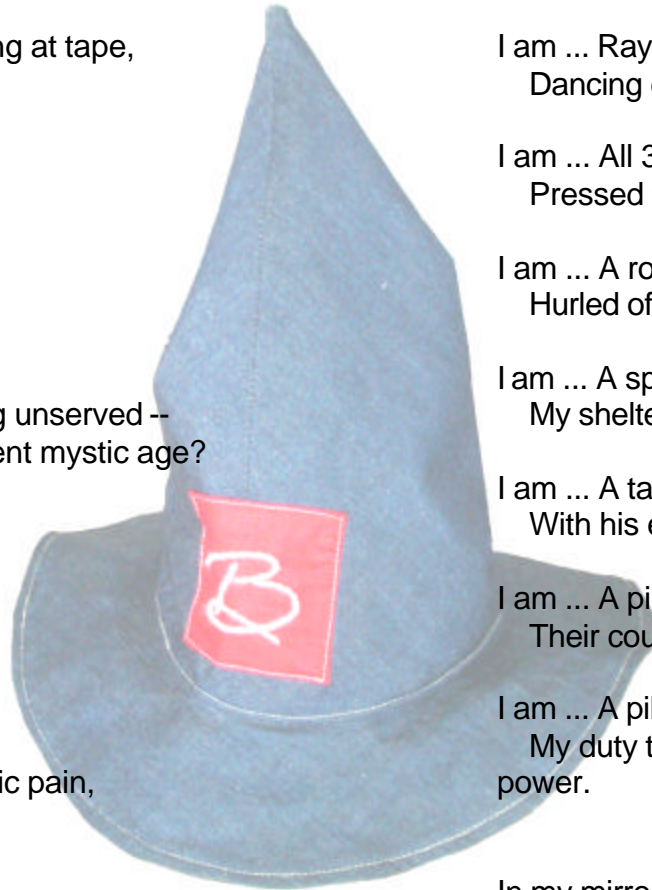 ng at tape,
g unserved --
ent mystic age?
ic pain,
B
I am ... Ray
Dancing
I am ... All 3
Pressed
I am ... A ro
Hurled of
I am ... A sp
My shelte
I am ... A ta
With his e
I am ... A pi
Their cou
I am ... A pil
My duty t
power.
In my mirro